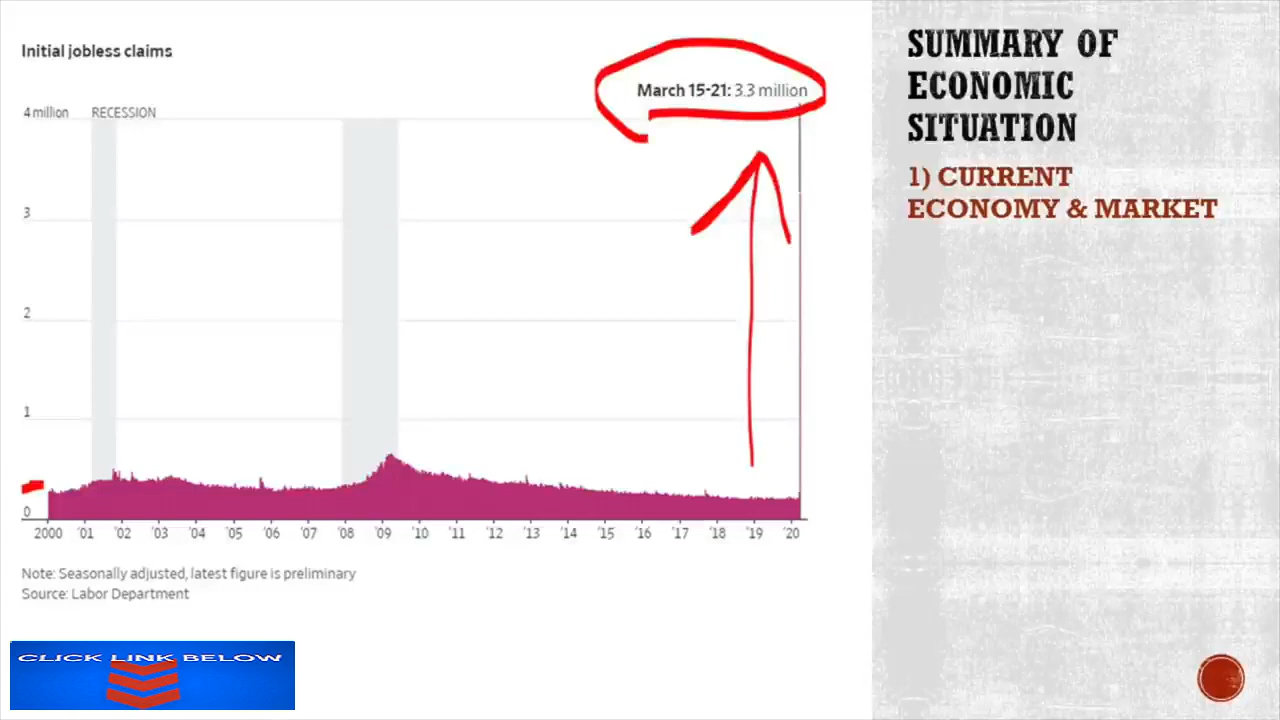 Initial jobless claims
March 15-21: 3.3 million
4 million RECESSION
3
2
1
0
2000 '01 '02 '03 '04 '05 '06 '07 '08 '09 '10 '11 '12 '13 '14 '15 '16 '17 '18 '19 '20
Note: Seasonally adjusted, latest figure is preliminary
Source: Labor Department
CLICK LINK BELOW
SUMMARY OF
ECONOMIC
SITUATION
1) CURRENT
ECONOMY & MARKET